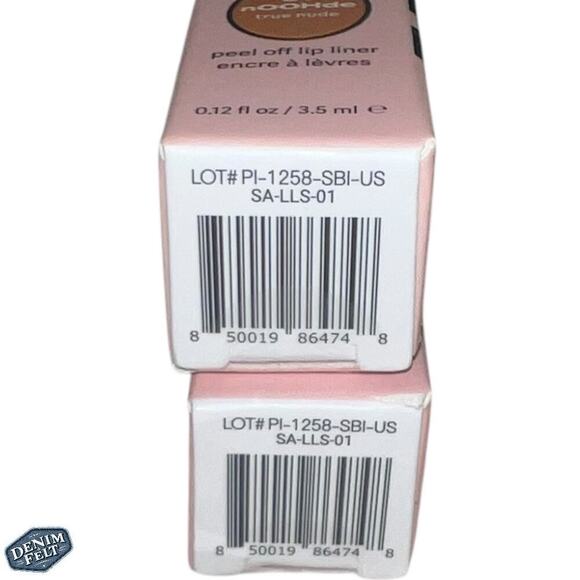 nOOHde
true nude
peel off lip liner
encre à lèvres
0.12 fl oz / 3.5 ml ℮
LOT# PI-1258-SBI-US
SA-LLS-01
8 50019 86474 8
LOT# PI-1258-SBI-US
SA-LLS-01
8 50019 86474 8
DENIM
FELT